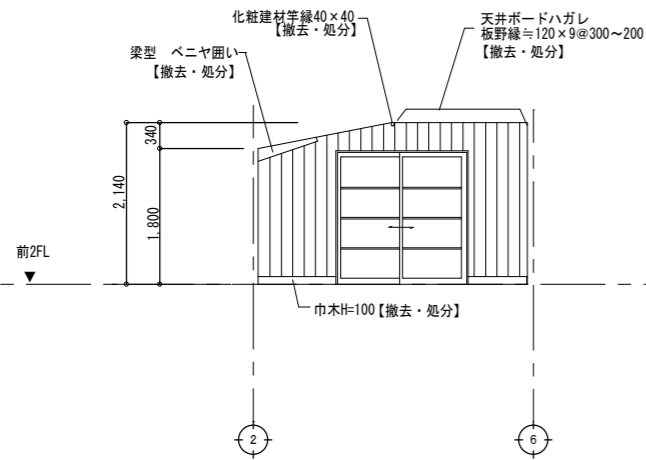 化粧建材竿縁40×40
【撤去・処分】
天井ボードハガレ
板野縁≒120×9@300～200
【撤去・処分】
梁型　ベニヤ囲い
【撤去・処分】
340
2,140
1,800
前2FL
巾木H=100【撤去・処分】
2
6